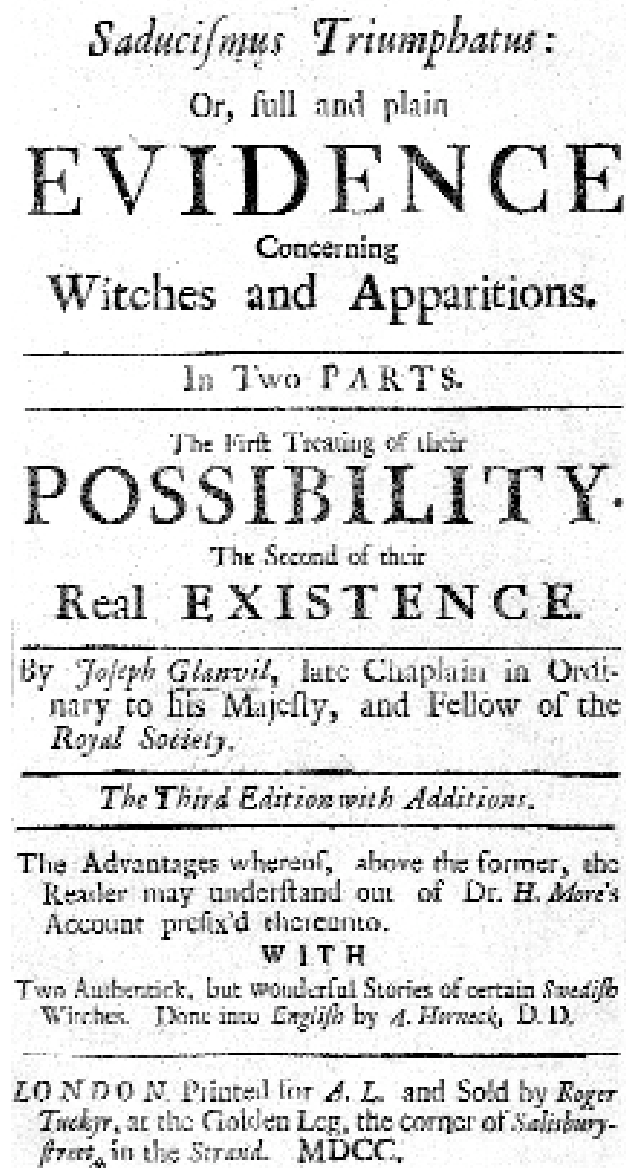 Saduciſmus Triumphatus:
Or, full and plain
EVIDENCE
Concerning
Witches and Apparitions.
In Two PARTS.
The Firſt Treating of their
POSSIBILITY.
The Second of their
Real EXISTENCE.
By Joſeph Glanvil, late Chaplain in Ordi-
nary to his Majeſty, and Fellow of the
Royal Society.
The Third Edition with Additions.
The Advantages whereof, above the former, the
Reader may underſtand out of Dr. H. More's
Account prefix'd thereunto.
WITH
Two Authentick, but wonderful Stories of certain Swediſh
Witches. Done into Engliſh by A. Horneck, D. D.
LONDON Printed for A. L. and Sold by Roger
Tuckyr, at the Golden Leg, the corner of Salisbury-
ſtreet, in the Strand. MDCC.